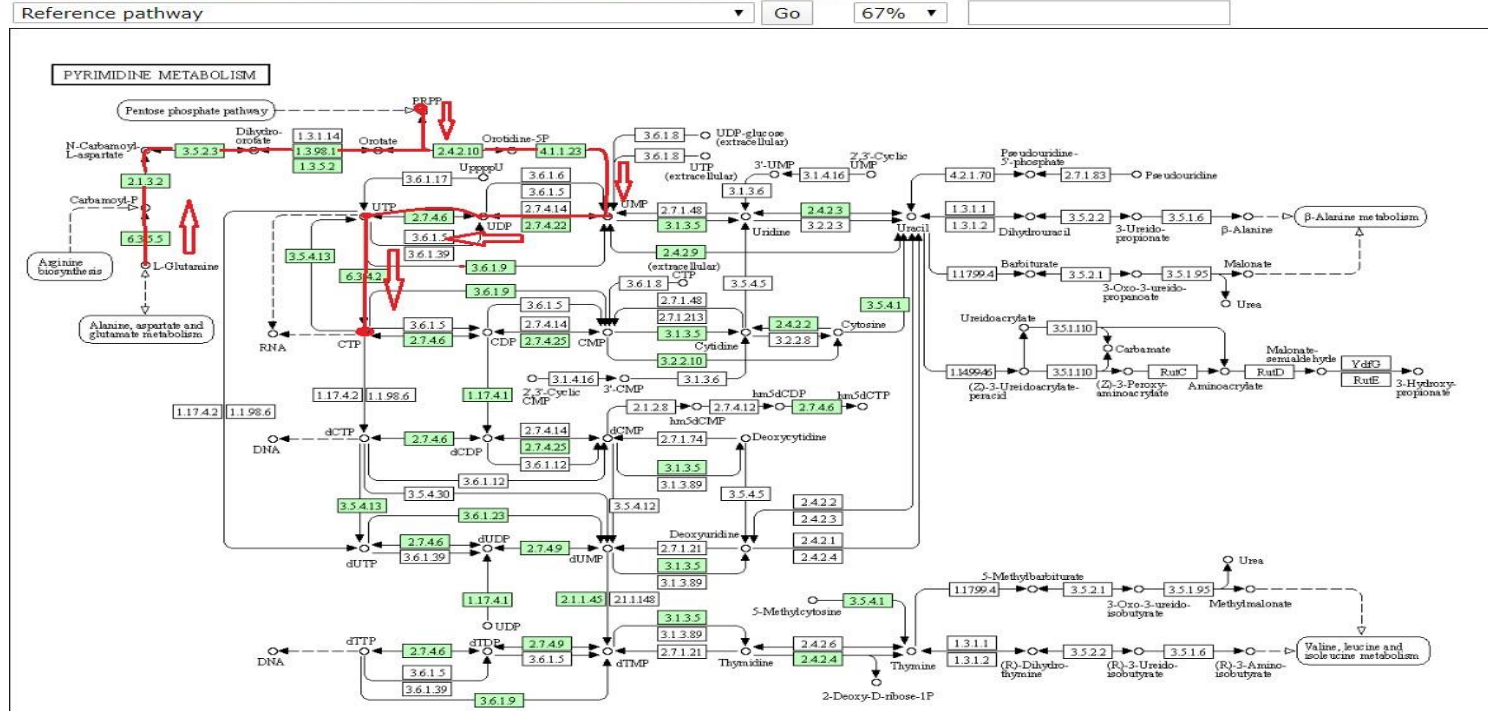 Reference pathway
Go
67%
PYRIMIDINE METABOLISM
Pentose phosphate pathway
PRPP
N-Carbamoyl-
L-aspartate
3.5.2.3
Dihydro-
orotate
1.3.1.14
1.3.98.1
1.3.5.2
Orotate
2.4.2.10
Orotidine-5P
4.1.1.23
2.1.3.2
Carbamoyl-P
6.3.5.5
L-Glutamine
Arginine
biosynthesis
Alanine, aspartate and
glutamate metabolism
3.6.1.8
UDP-glucose
(extracellular)
3.6.1.8
UTP
(extracellular)
UppppU
3.6.1.17
3.6.1.6
3.6.1.5
2.7.4.14
2.7.4.22
UTP
2.7.4.6
UDP
UMP
3.6.1.5
3.6.1.39
3.6.1.9
3'-UMP
3.1.4.16
2',3'-Cyclic
UMP
3.1.3.6
2.7.1.48
3.1.3.5
Uridine
2.4.2.3
3.2.2.3
Uracil
2.4.2.9
(extracellular)
CTP
3.6.1.8
4.2.1.70
Pseudouridine-
5'-phosphate
2.7.1.83
Pseudouridine
1.3.1.1
1.3.1.2
Dihydrouracil
3.5.2.2
3-Ureido-
propionate
3.5.1.6
β-Alanine
β-Alanine metabolism
1.1799.4
Barbiturate
3.5.2.1
3-Oxo-3-ureido-
propanoate
3.5.1.95
Malonate
Urea
3.5.4.13
6.3.4.2
3.6.1.9
RNA
CTP
3.6.1.5
2.7.4.6
CDP
3.6.1.5
2.7.4.14
2.7.4.25
CMP
2.7.1.48
2.7.1.213
3.1.3.5
3.2.2.10
Cytidine
3.5.4.5
2.4.2.2
3.2.2.8
Cytosine
3.5.4.1
2',3'-Cyclic
CMP
3.1.4.16
3'-CMP
3.1.3.6
Ureidoacrylate
3.5.1.110
Carbamate
1.14.99.46
(Z)-3-Ureidoacrylate-
peracid
3.5.1.110
(Z)-3-Peroxy-
aminoacrylate
RutC
Aminoacrylate
RutD
Malonate-
semialdehyde
YdfG
RutE
3-Hydroxy-
propionate
1.17.4.2
1.1.98.6
1.17.4.2
1.1.98.6
1.17.4.1
2.1.2.8
hm5dCMP
2.7.4.12
hm5dCDP
2.7.4.6
hm5dCTP
DNA
dCTP
2.7.4.6
dCDP
2.7.4.14
2.7.4.25
3.6.1.12
dCMP
2.7.1.74
Deoxycytidine
3.1.3.5
3.1.3.89
3.6.1.12
3.5.4.30
3.5.4.13
3.5.4.12
3.5.4.5
2.4.2.2
2.4.2.3
3.6.1.23
dUTP
2.7.4.6
3.6.1.39
dUDP
2.7.4.9
dUMP
2.7.1.21
3.1.3.5
3.1.3.89
Deoxyuridine
2.4.2.1
2.4.2.4
1.17.4.1
UDP
2.1.1.45
2.1.1.148
5-Methylcytosine
3.5.4.1
1.1799.4
5-Methylbarbiturate
3.5.2.1
3-Oxo-3-ureido-
isobutyrate
3.5.1.95
Urea
Methylmalonate
DNA
dTTP
2.7.4.6
3.6.1.5
3.6.1.39
3.6.1.9
dTDP
2.7.4.9
3.6.1.5
dTMP
3.1.3.5
3.1.3.89
2.7.1.21
Thymidine
2.4.2.6
2.4.2.4
2-Deoxy-D-ribose-1P
Thymine
1.3.1.1
1.3.1.2
(R)-Dihydro-
thymine
3.5.2.2
(R)-3-Ureido-
isobutyrate
3.5.1.6
(R)-3-Amino-
isobutyrate
Valine, leucine and
isoleucine metabolism